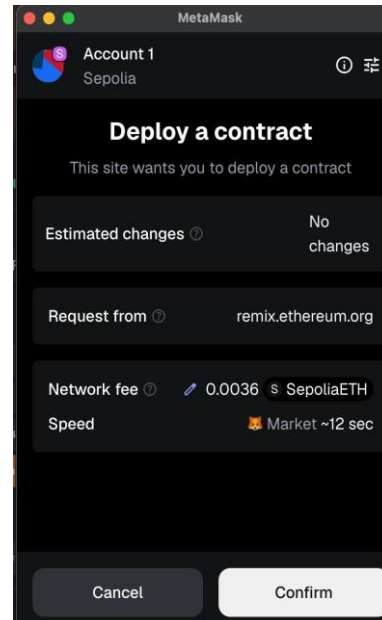 MetaMask
S
Account 1
Sepolia
Deploy a contract
This site wants you to deploy a contract
Estimated changes ? No
changes
Request from ? remix.ethereum.org
Network fee ? 0.0036 S SepoliaETH
Speed Market ~12 sec
Cancel Confirm